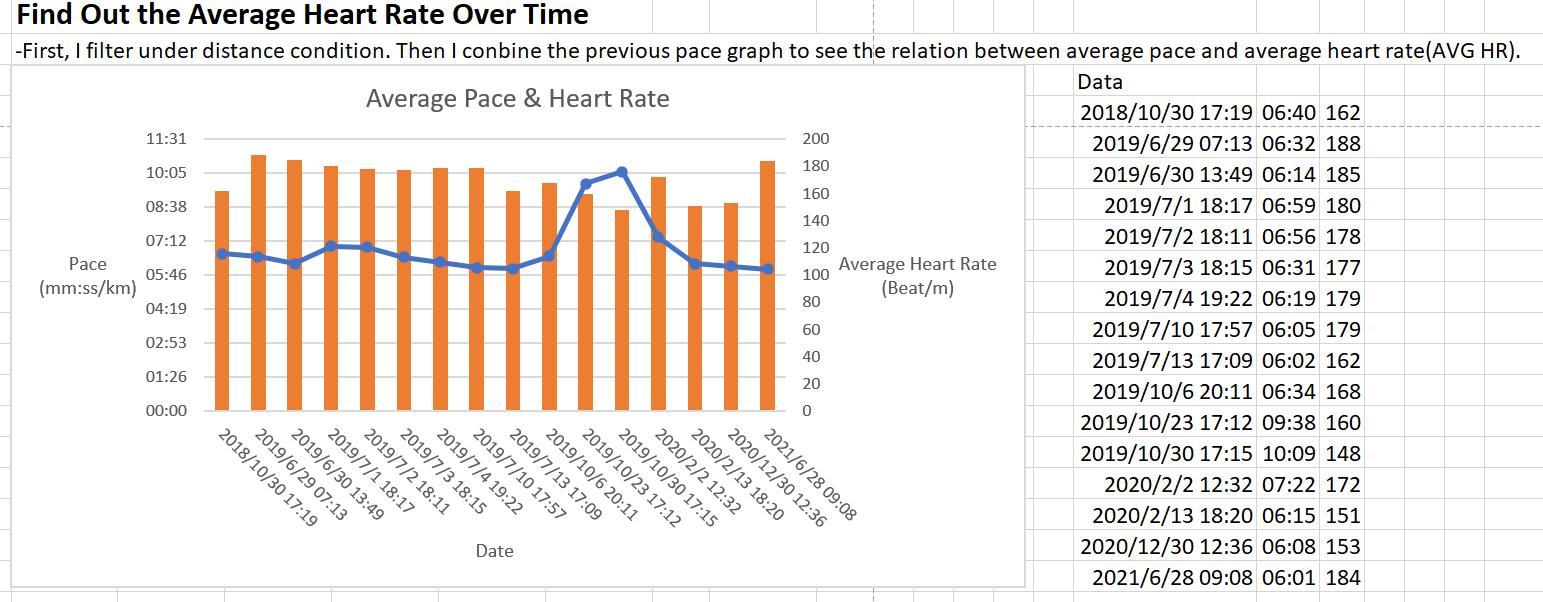 Find Out the Average Heart Rate Over Time
-First, I filter under distance condition. Then I conbine the previous pace graph to see the relation between average pace and average heart rate(AVG HR).
Average Pace & Heart Rate
11:31
10:05
08:38
07:12
05:46
04:19
02:53
01:26
00:00
Pace
(mm:ss/km)
200
180
160
140
120
100
80
60
40
20
0
Average Heart Rate
(Beat/m)
2018/10/30 17:19
2019/6/29 07:13
2019/6/30 13:49
2019/7/1 18:17
2019/7/2 18:11
2019/7/3 18:15
2019/7/4 19:22
2019/7/10 17:57
2019/7/13 17:09
2019/10/6 20:11
2019/10/23 17:12
2019/10/30 17:15
2020/2/2 12:32
2020/2/13 18:20
2020/12/30 12:36
2021/6/28 09:08
Date
Data
2018/10/30 17:19 06:40 162
2019/6/29 07:13 06:32 188
2019/6/30 13:49 06:14 185
2019/7/1 18:17 06:59 180
2019/7/2 18:11 06:56 178
2019/7/3 18:15 06:31 177
2019/7/4 19:22 06:19 179
2019/7/10 17:57 06:05 179
2019/7/13 17:09 06:02 162
2019/10/6 20:11 06:34 168
2019/10/23 17:12 09:38 160
2019/10/30 17:15 10:09 148
2020/2/2 12:32 07:22 172
2020/2/13 18:20 06:15 151
2020/12/30 12:36 06:08 153
2021/6/28 09:08 06:01 184